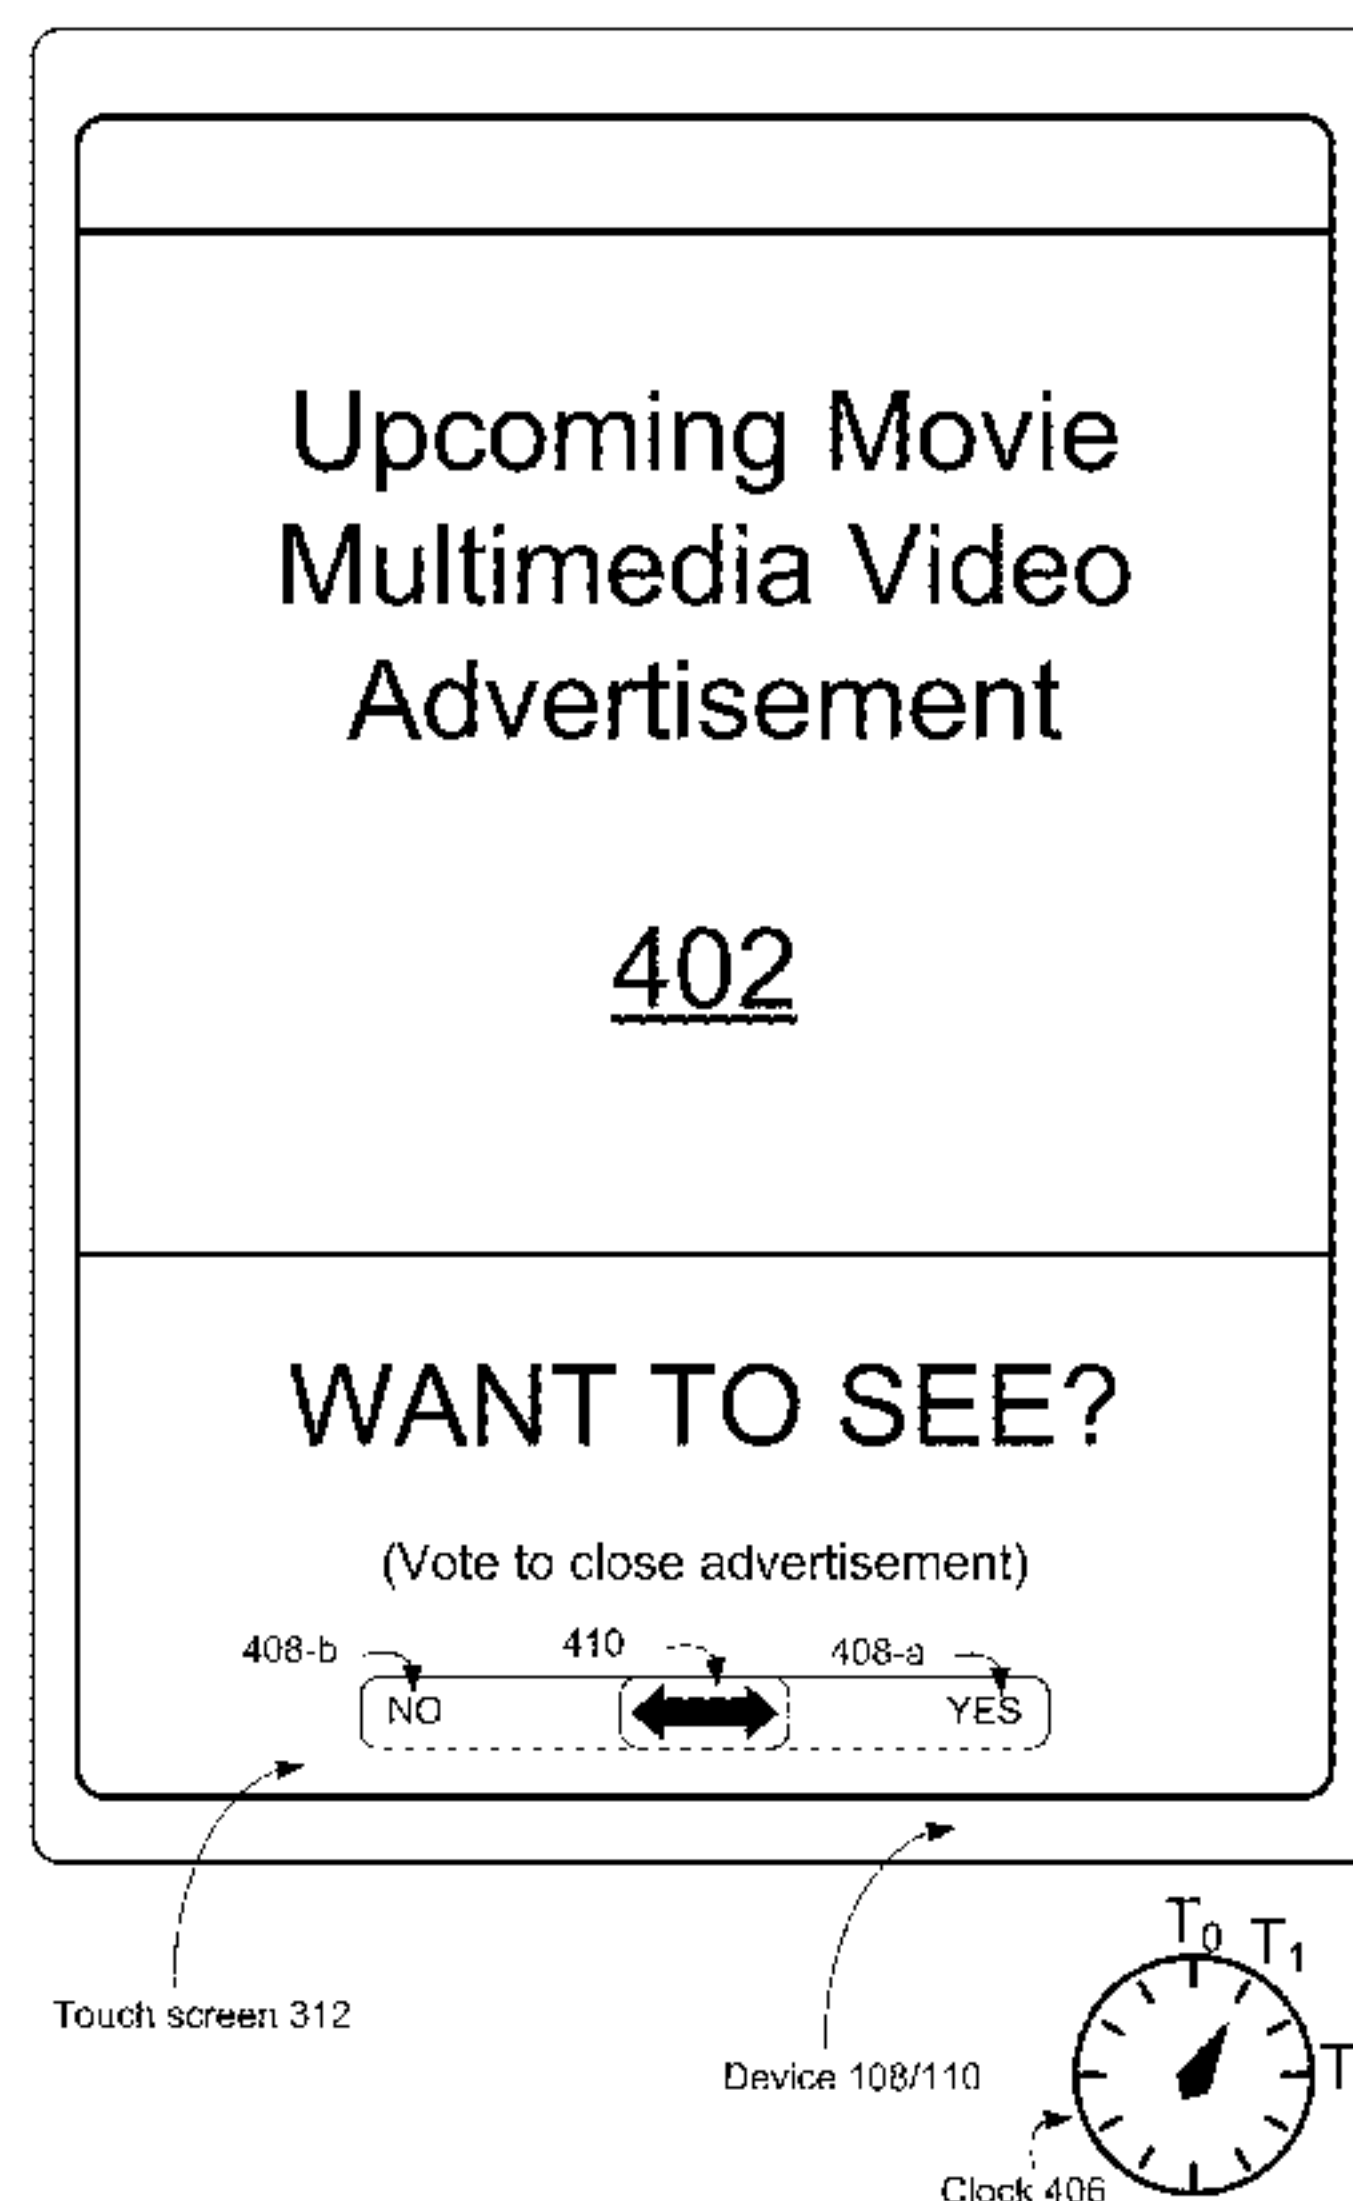 Upcoming Movie
Multimedia Video
Advertisement
402
WANT TO SEE?
(Vote to close advertisement)
408-b 410 408-a
NO YES
T0 T1
Touch screen 312
T
Device 108/110
Clock 406